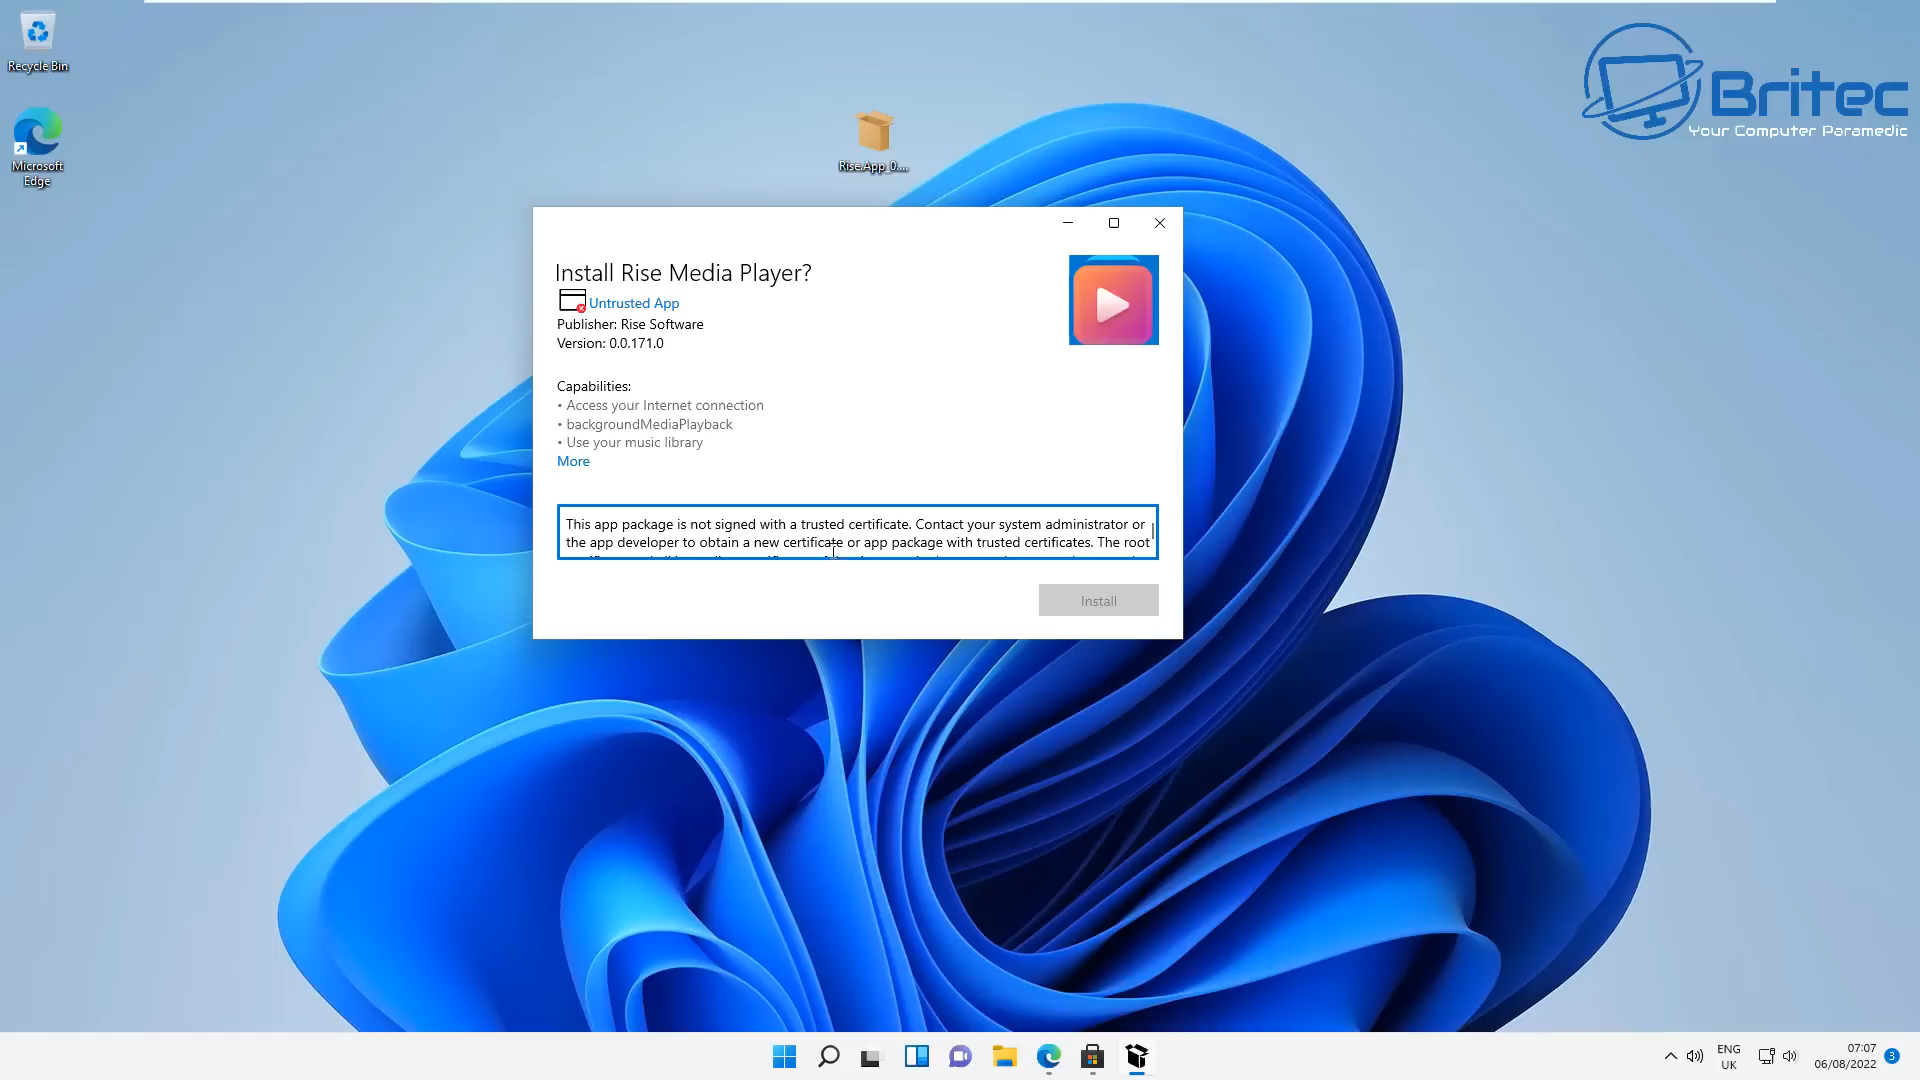 Recycle Bin
Microsoft
Edge
Rise.App_0....
Britec
Your Computer Paramedic
Install Rise Media Player?
Untrusted App
Publisher: Rise Software
Version: 0.0.171.0
Capabilities:
• Access your Internet connection
• backgroundMediaPlayback
• Use your music library
More
This app package is not signed with a trusted certificate. Contact your system administrator or
the app developer to obtain a new certificate or app package with trusted certificates. The root
Install
ENG
UK
07:07
06/08/2022
3